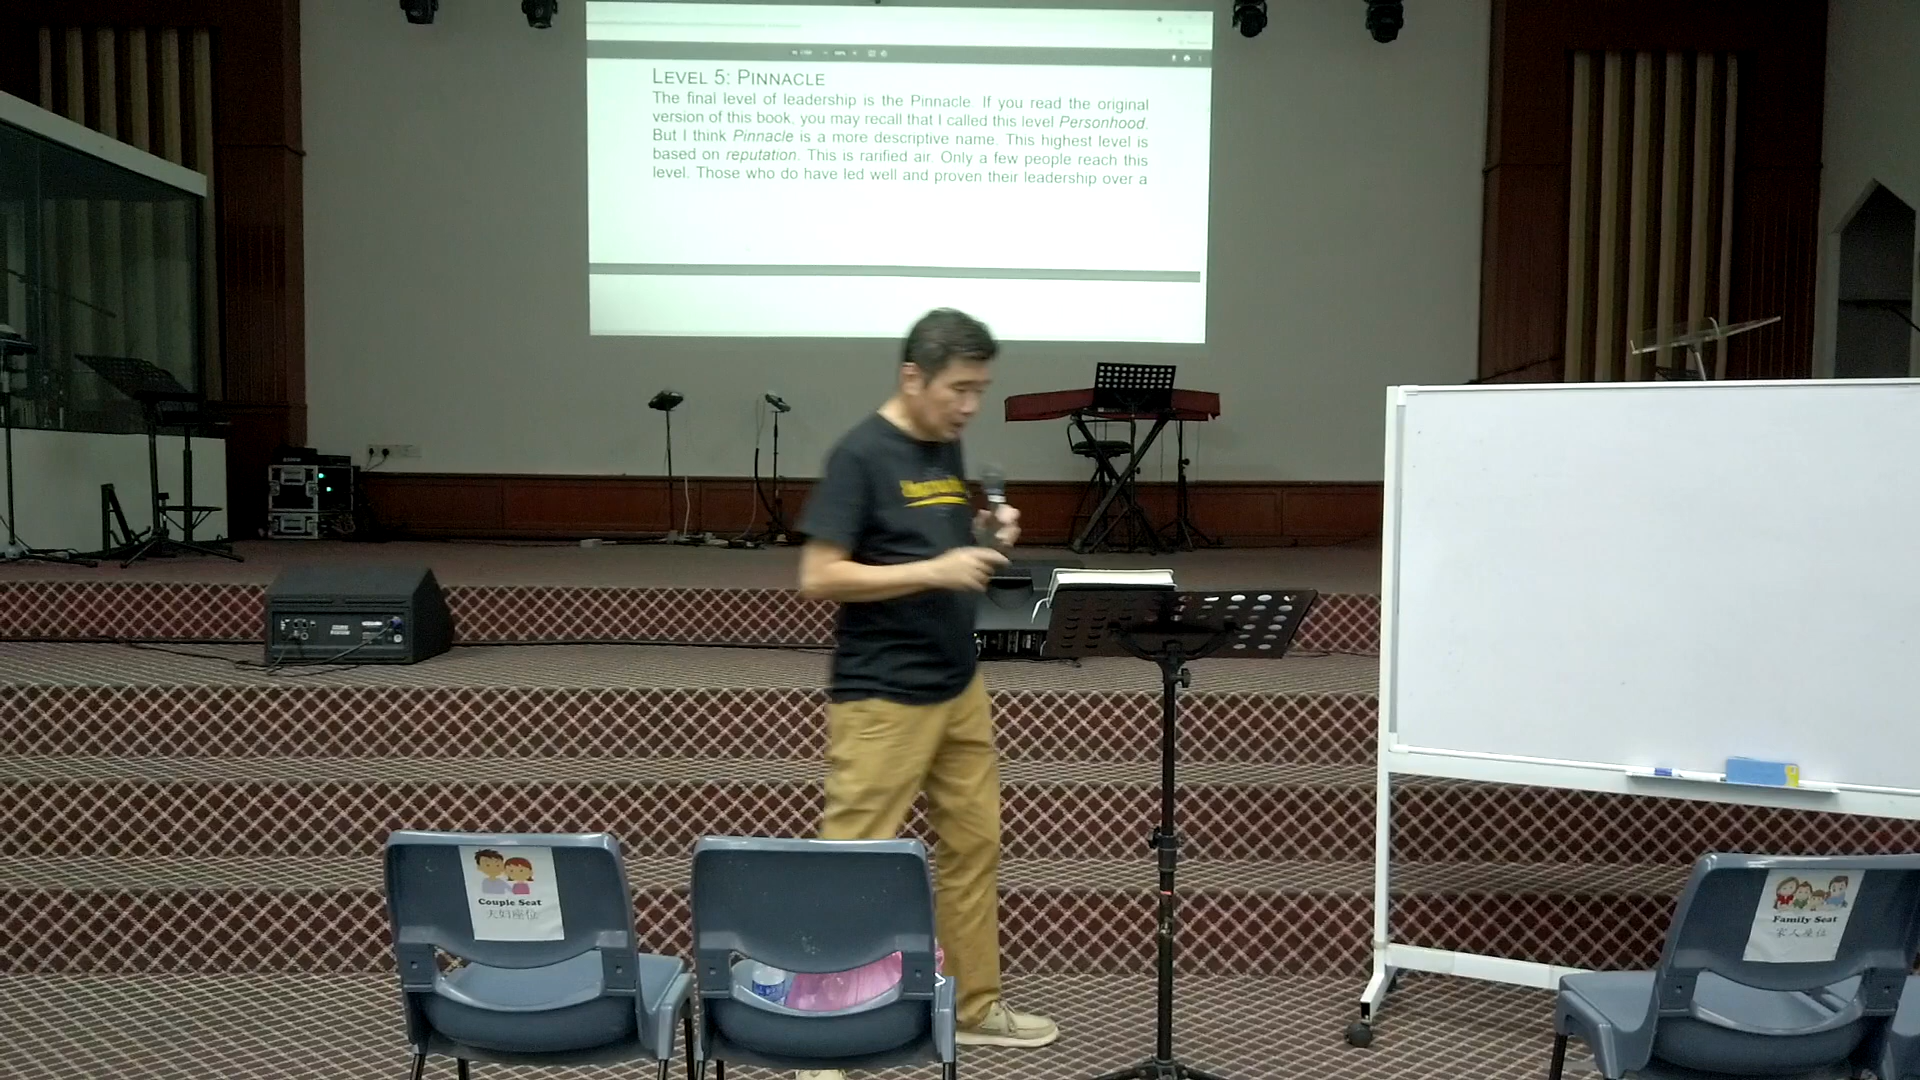 LEVEL 5: PINNACLE
The final level of leadership is the Pinnacle. If you read the original
version of this book, you may recall that I called this level Personhood.
But I think Pinnacle is a more descriptive name. This highest level is
based on reputation. This is rarified air. Only a few people reach this
level. Those who do have led well and proven their leadership over a
Couple Seat
夫妇座位
Family Seat
家人座位